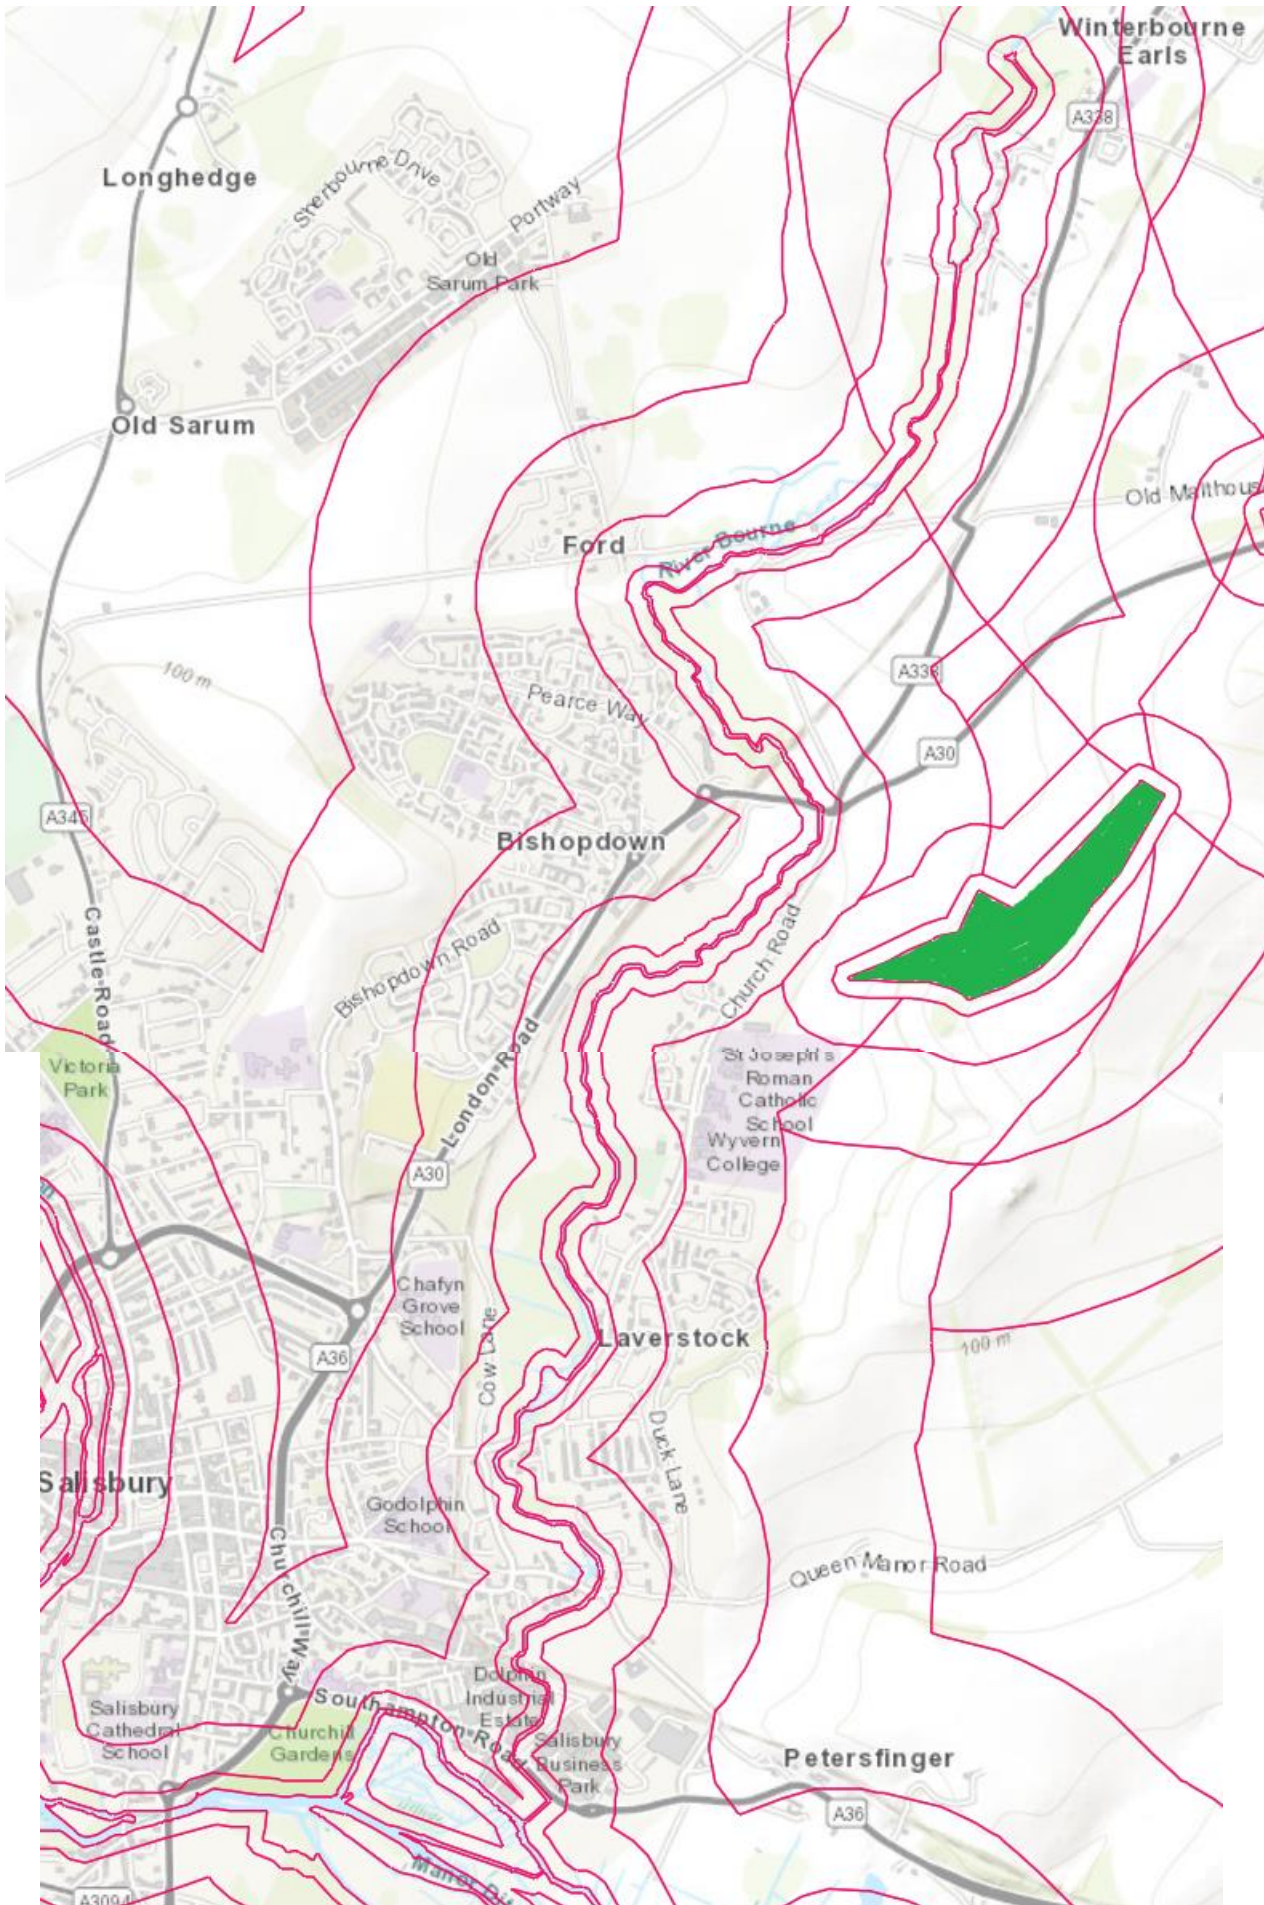 Winterbourne
Earls
A338
Longhedge
Sherbourne Drive
Portway
Old
Sarum Park
Old Sarum
Old Malthous
River Bourne
Ford
100 m
A338
Pearce Way
A30
A345
Bishopdown
Castle Road
Bishopdown Road
Church Road
London Road
Victoria
Park
St Joseph's
Roman
Catholic
School
Wyvern
College
A30
Chafyn
Grove
School
Cow Lane
Laverstock
100 m
A36
Duck Lane
Salisbury
Godolphin
School
Churchill Way
Queen Manor Road
Dolphin
Industrial
Estate
Southampton Road
Salisbury
Cathedral
School
Churchill
Gardens
Salisbury
Business
Park
Petersfinger
A36
Manor
A3094